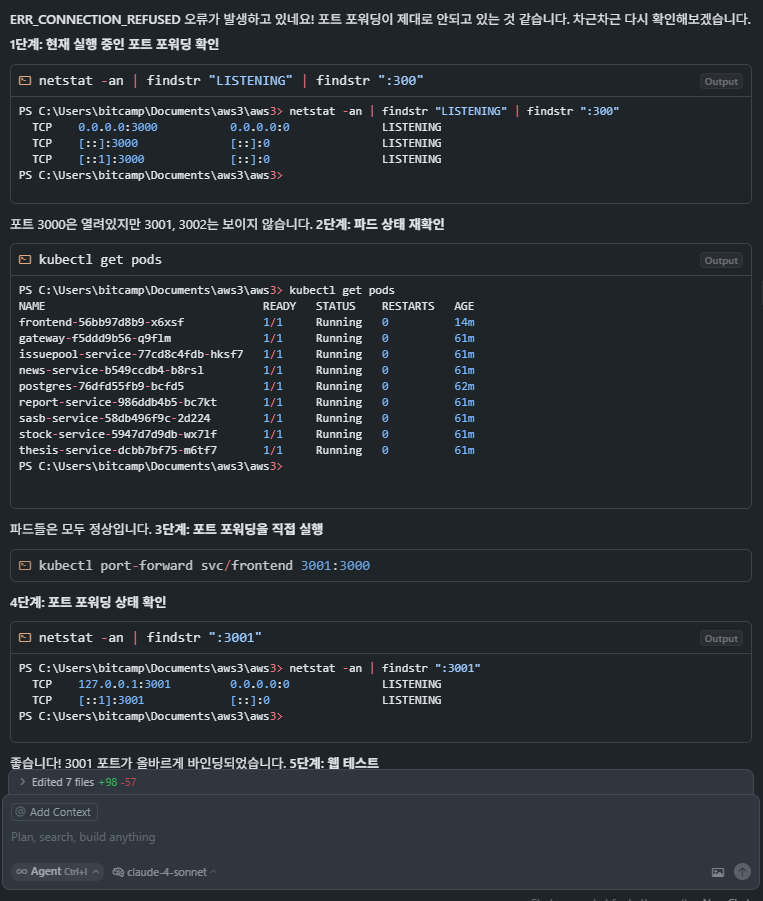 ERR_CONNECTION_REFUSED 오류가 발생하고 있네요! 포트 포워딩이 제대로 안되고 있는 것 같습니다. 차근차근 다시 확인해보겠습니다.
1단계: 현재 실행 중인 포트 포워딩 확인
netstat -an | findstr "LISTENING" | findstr ":300"
Output
PS C:\Users\bitcamp\Documents\aws3\aws3> netstat -an | findstr "LISTENING" | findstr ":300"
TCP 0.0.0.0:3000 0.0.0.0:0 LISTENING
TCP [::]:3000 [::]:0 LISTENING
TCP [::1]:3000 [::]:0 LISTENING
PS C:\Users\bitcamp\Documents\aws3\aws3>
포트 3000은 열려있지만 3001, 3002는 보이지 않습니다. 2단계: 파드 상태 재확인
kubectl get pods
Output
PS C:\Users\bitcamp\Documents\aws3\aws3> kubectl get pods
NAME READY STATUS RESTARTS AGE
frontend-56bb97d8b9-x6xsf 1/1 Running 0 14m
gateway-f5ddd9b56-q9flm 1/1 Running 0 61m
issuepool-service-77cd8c4fdb-hksf7 1/1 Running 0 61m
news-service-b549ccdb4-b8rsl 1/1 Running 0 61m
postgres-76dfd55fb9-bcfd5 1/1 Running 0 62m
report-service-986ddb4b5-bc7kt 1/1 Running 0 61m
sasb-service-58db496f9c-2d224 1/1 Running 0 61m
stock-service-5947d7d9db-wx7lf 1/1 Running 0 61m
thesis-service-dcbb7bf75-m6tf7 1/1 Running 0 61m
PS C:\Users\bitcamp\Documents\aws3\aws3>
파드들은 모두 정상입니다. 3단계: 포트 포워딩을 직접 실행
kubectl port-forward svc/frontend 3001:3000
4단계: 포트 포워딩 상태 확인
netstat -an | findstr ":3001"
Output
PS C:\Users\bitcamp\Documents\aws3\aws3> netstat -an | findstr ":3001"
TCP 127.0.0.1:3001 0.0.0.0:0 LISTENING
TCP [::1]:3001 [::]:0 LISTENING
PS C:\Users\bitcamp\Documents\aws3\aws3>
좋습니다! 3001 포트가 올바르게 바인딩되었습니다. 5단계: 웹 테스트
> Edited 7 files +98 -57
@ Add Context
Plan, search, build anything
∞ Agent Ctrl+I
claude-4-sonnet